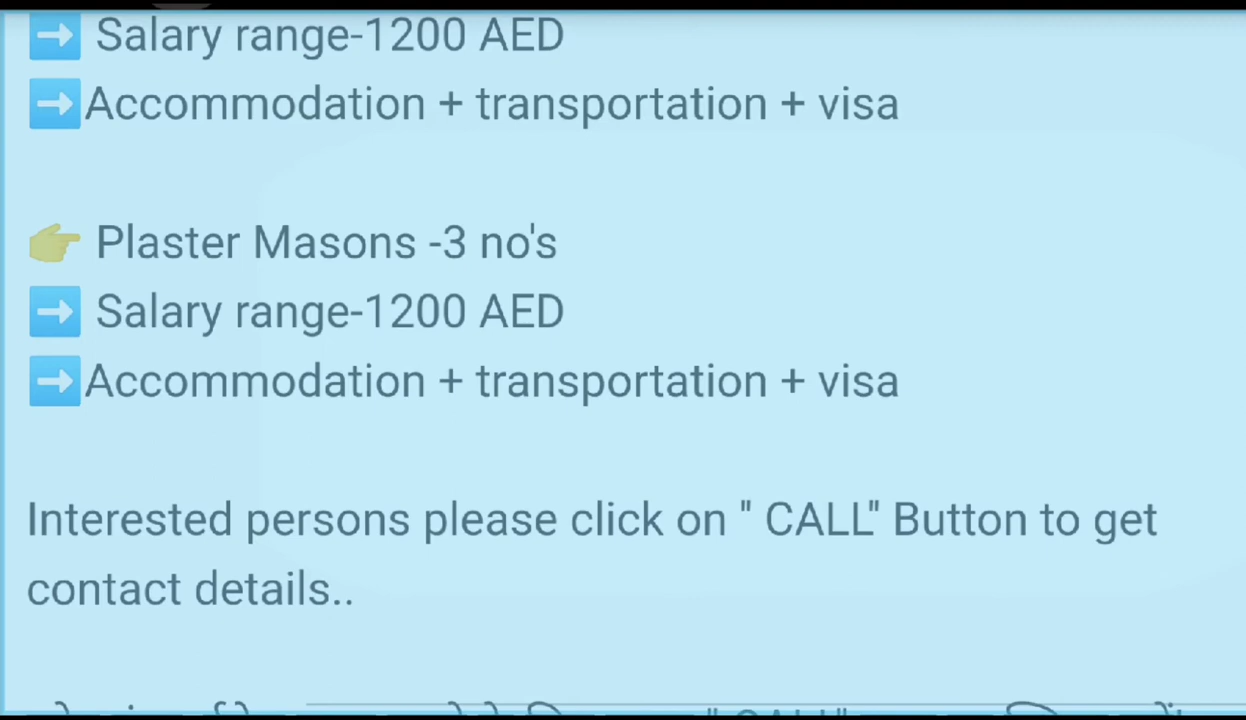 ➡️ Salary range-1200 AED
➡️Accommodation + transportation + visa
👉 Plaster Masons -3 no's
➡️ Salary range-1200 AED
➡️Accommodation + transportation + visa
Interested persons please click on " CALL" Button to get
contact details..